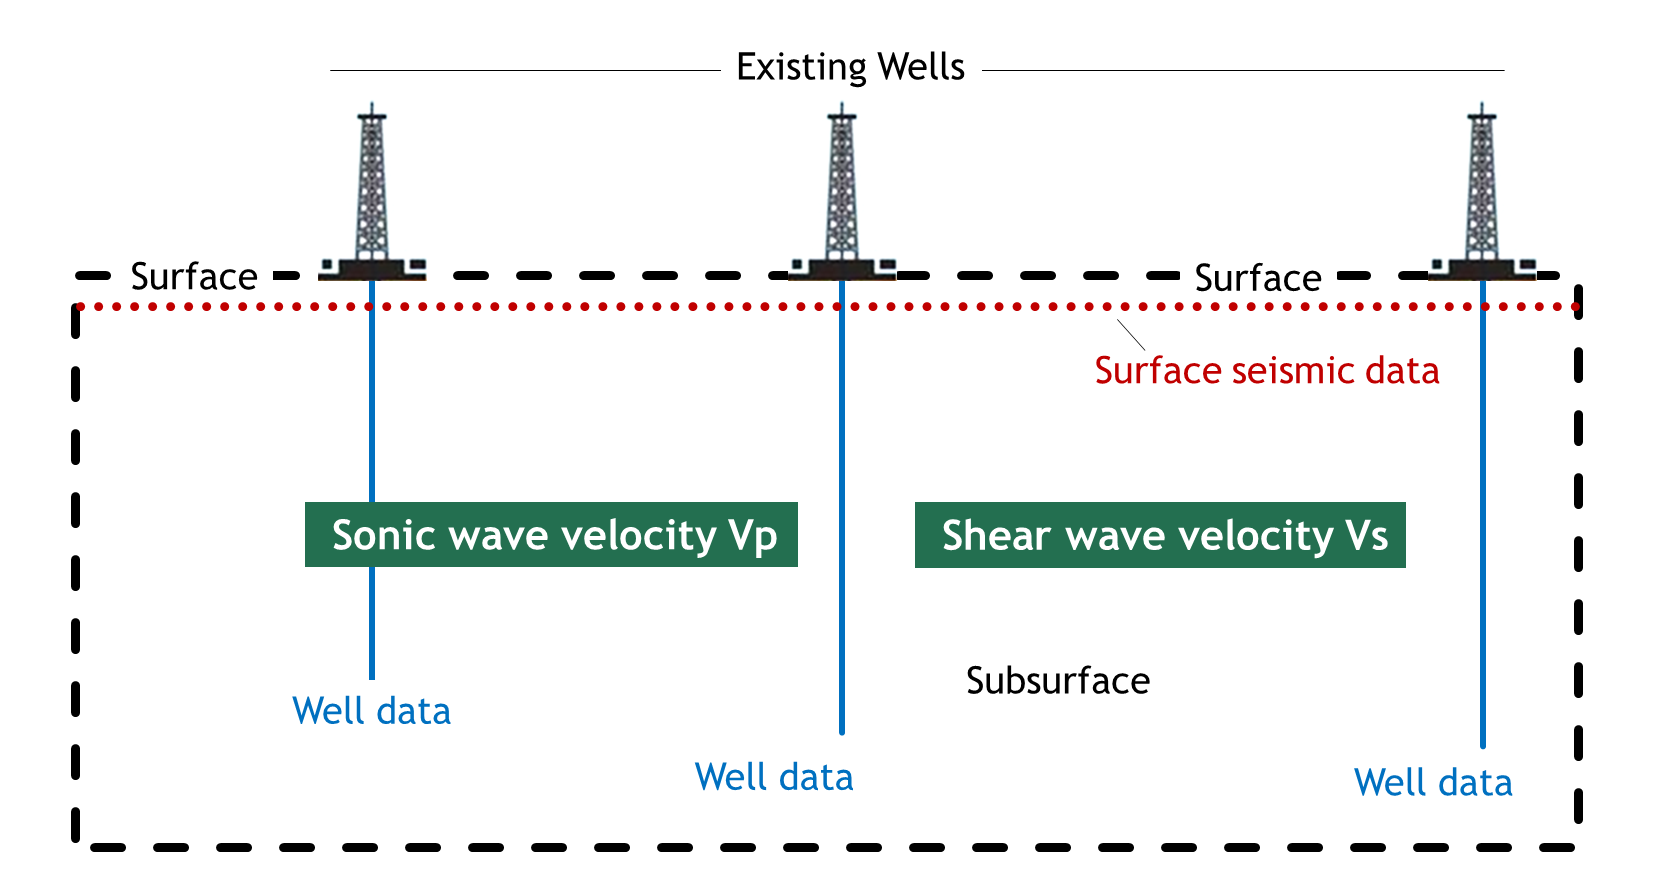 Existing Wells
Surface
Surface
Surface seismic data
Sonic wave velocity Vp
Shear wave velocity Vs
Subsurface
Well data
Well data
Well data